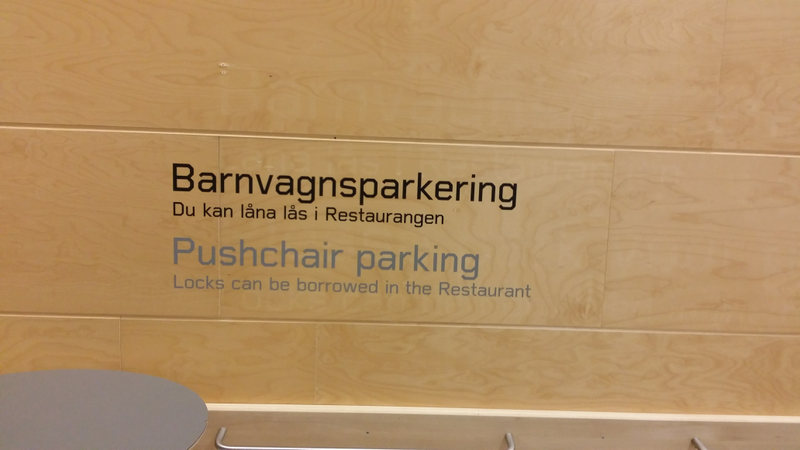 Barnvagnsparkering
Du kan låna lås i Restaurangen
Pushchair parking
Locks can be borrowed in the Restaurant